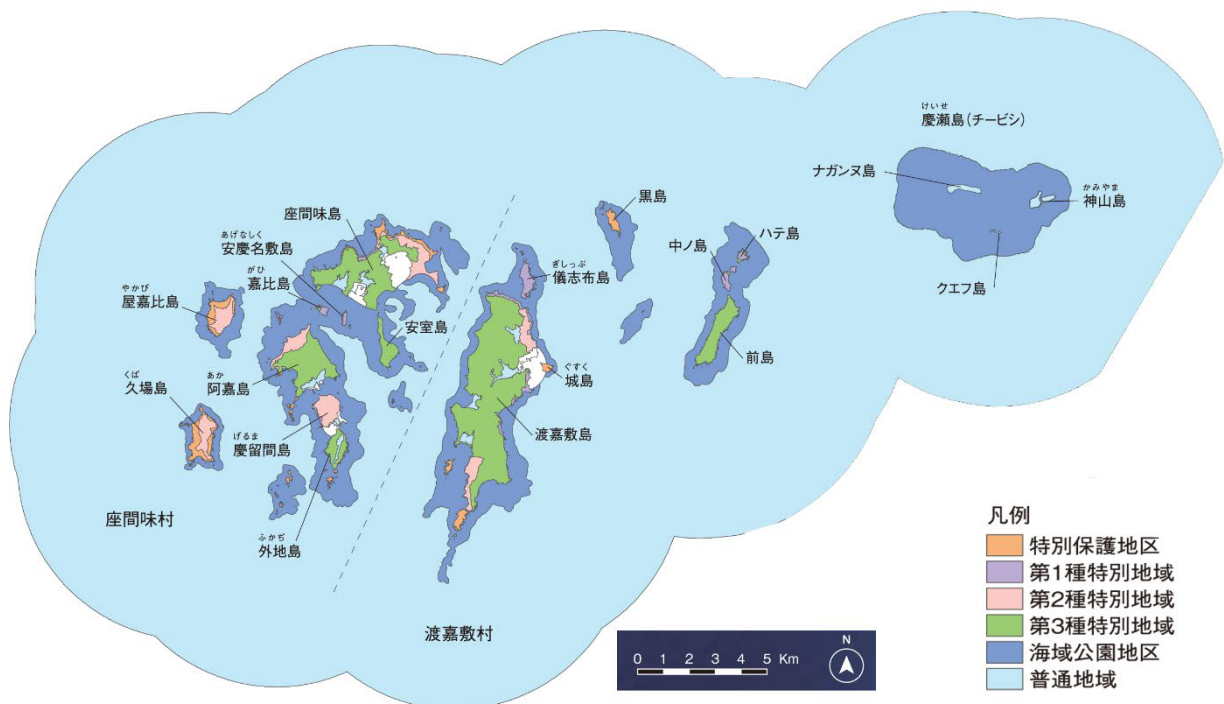 けいせ
慶瀬島(チービシ)
ナガンヌ島
かみやま
神山島
クエフ島
黒島
ハテ島
中ノ島
前島
座間味島
あげなしく
安慶名敷島
がひ
嘉比島
やかび
屋嘉比島
ぎしっぷ
儀志布島
安室島
くば
久場島
あか
阿嘉島
ぐすく
城島
げるま
慶留間島
渡嘉敷島
座間味村
ふかぢ
外地島
渡嘉敷村
凡例
特別保護地区
第1種特別地域
第2種特別地域
第3種特別地域
海域公園地区
普通地域
0 1 2 3 4 5 Km
N